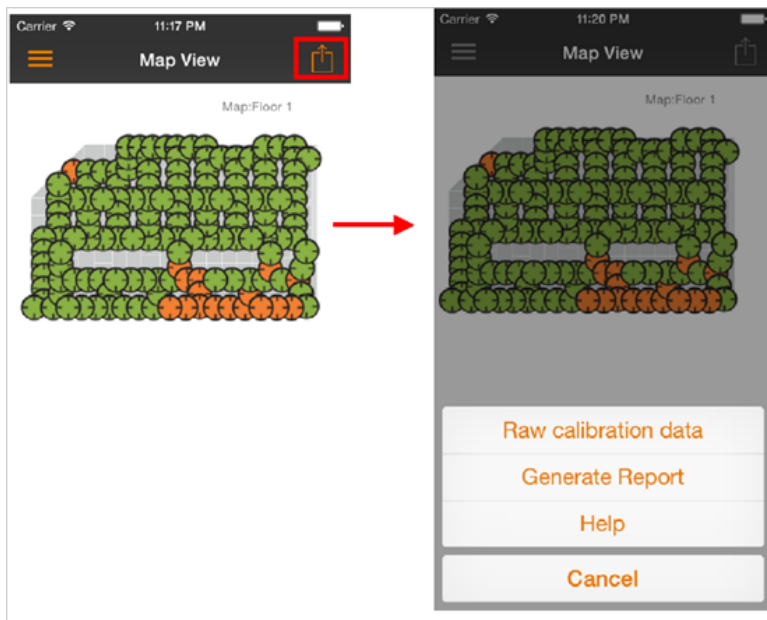 Carrier 11:17 PM
Map View
Map:Floor 1
Carrier 11:20 PM
Map View
Map:Floor 1
Raw calibration data
Generate Report
Help
Cancel